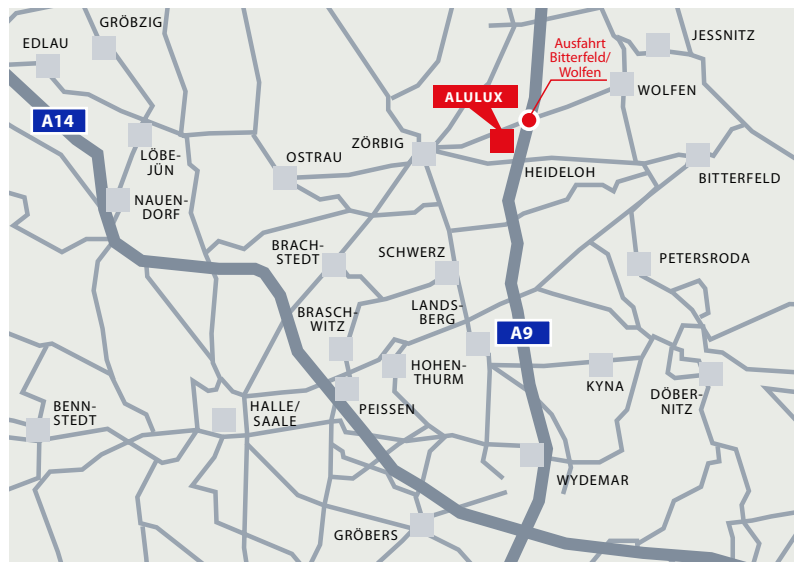 GRÖBZIG
EDLAU
JESSNITZ
Ausfahrt
Bitterfeld/
Wolfen
WOLFEN
ALULUX
A14
LÖBE-
JÜN
ZÖRBIG
OSTRAU
HEIDELOH
BITTERFELD
NAUEN-
DORF
BRACH-
STEDT
SCHWERZ
PETERSRODA
LANDS-
BERG
BRASCH-
WITZ
A9
HOHEN-
THURM
KYNA
DÖBER-
NITZ
PEISSEN
HALLE/
SAALE
BENN-
STEDT
WYDEMAR
GRÖBERS